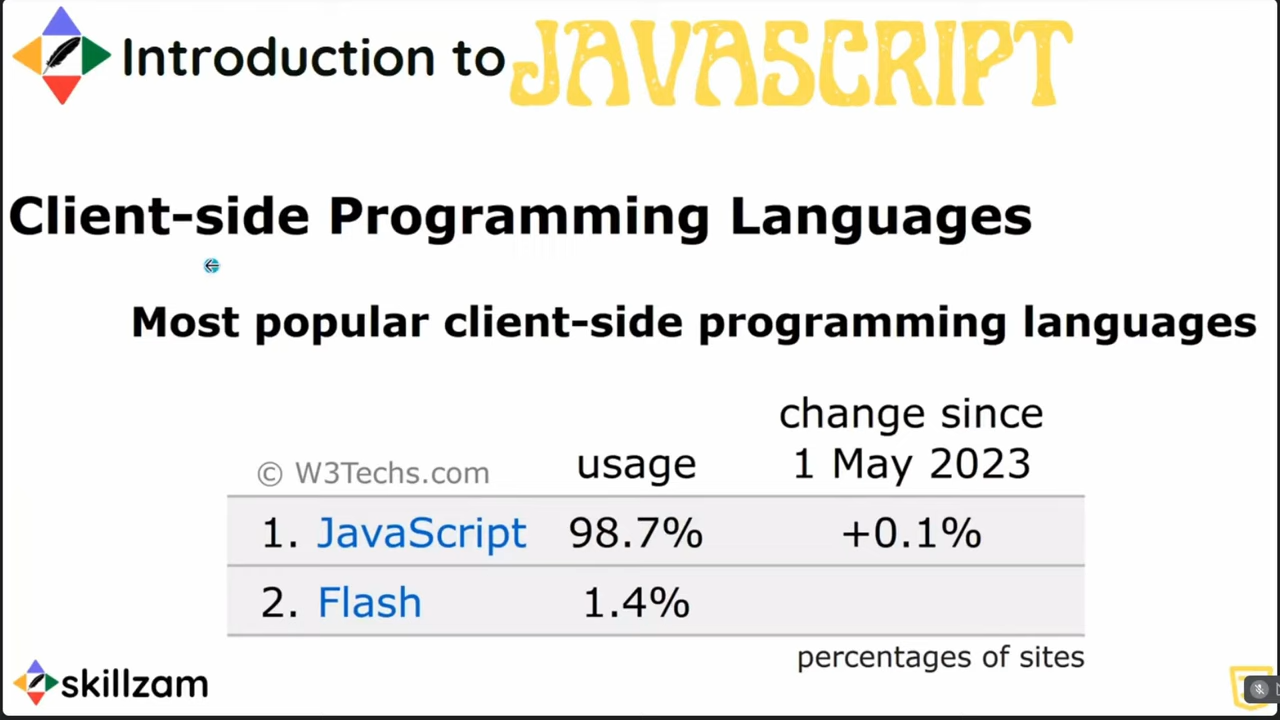 Introduction to JAVASCRIPT
Client-side Programming Languages
Most popular client-side programming languages
change since
© W3Techs.com usage 1 May 2023
1. JavaScript 98.7% +0.1%
2. Flash 1.4%
percentages of sites
skillzam